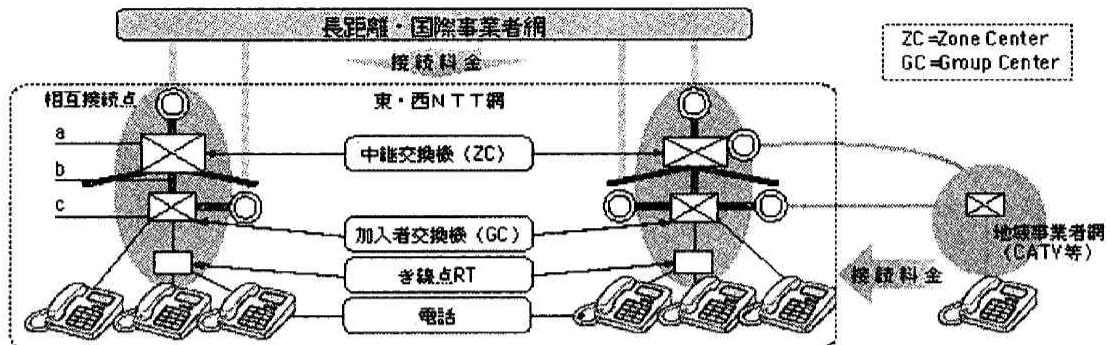 長距離・国際事業者網
ZC=Zone Center
GC=Group Center
接続料金
相互接続点
東・西NTT網
a
中継交換機（ZC）
b
c
加入者交換機（GC）
地域事業者網
（CATV等）
き線点RT
接続料金
電話